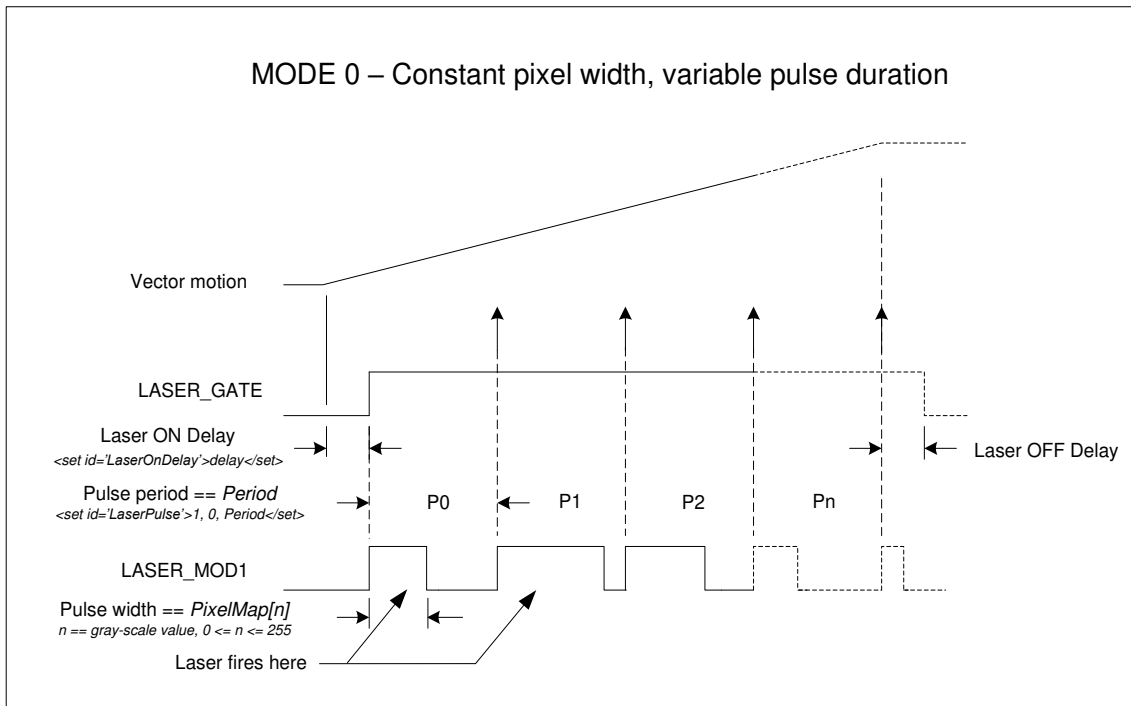 MODE 0 – Constant pixel width, variable pulse duration
Vector motion
LASER_GATE
Laser ON Delay
<set id='LaserOnDelay'>delay</set>
Laser OFF Delay
Pulse period == Period
<set id='LaserPulse'>1, 0, Period</set>
P0
P1
P2
Pn
LASER_MOD1
Pulse width == PixelMap[n]
n == gray-scale value, 0 <= n <= 255
Laser fires here